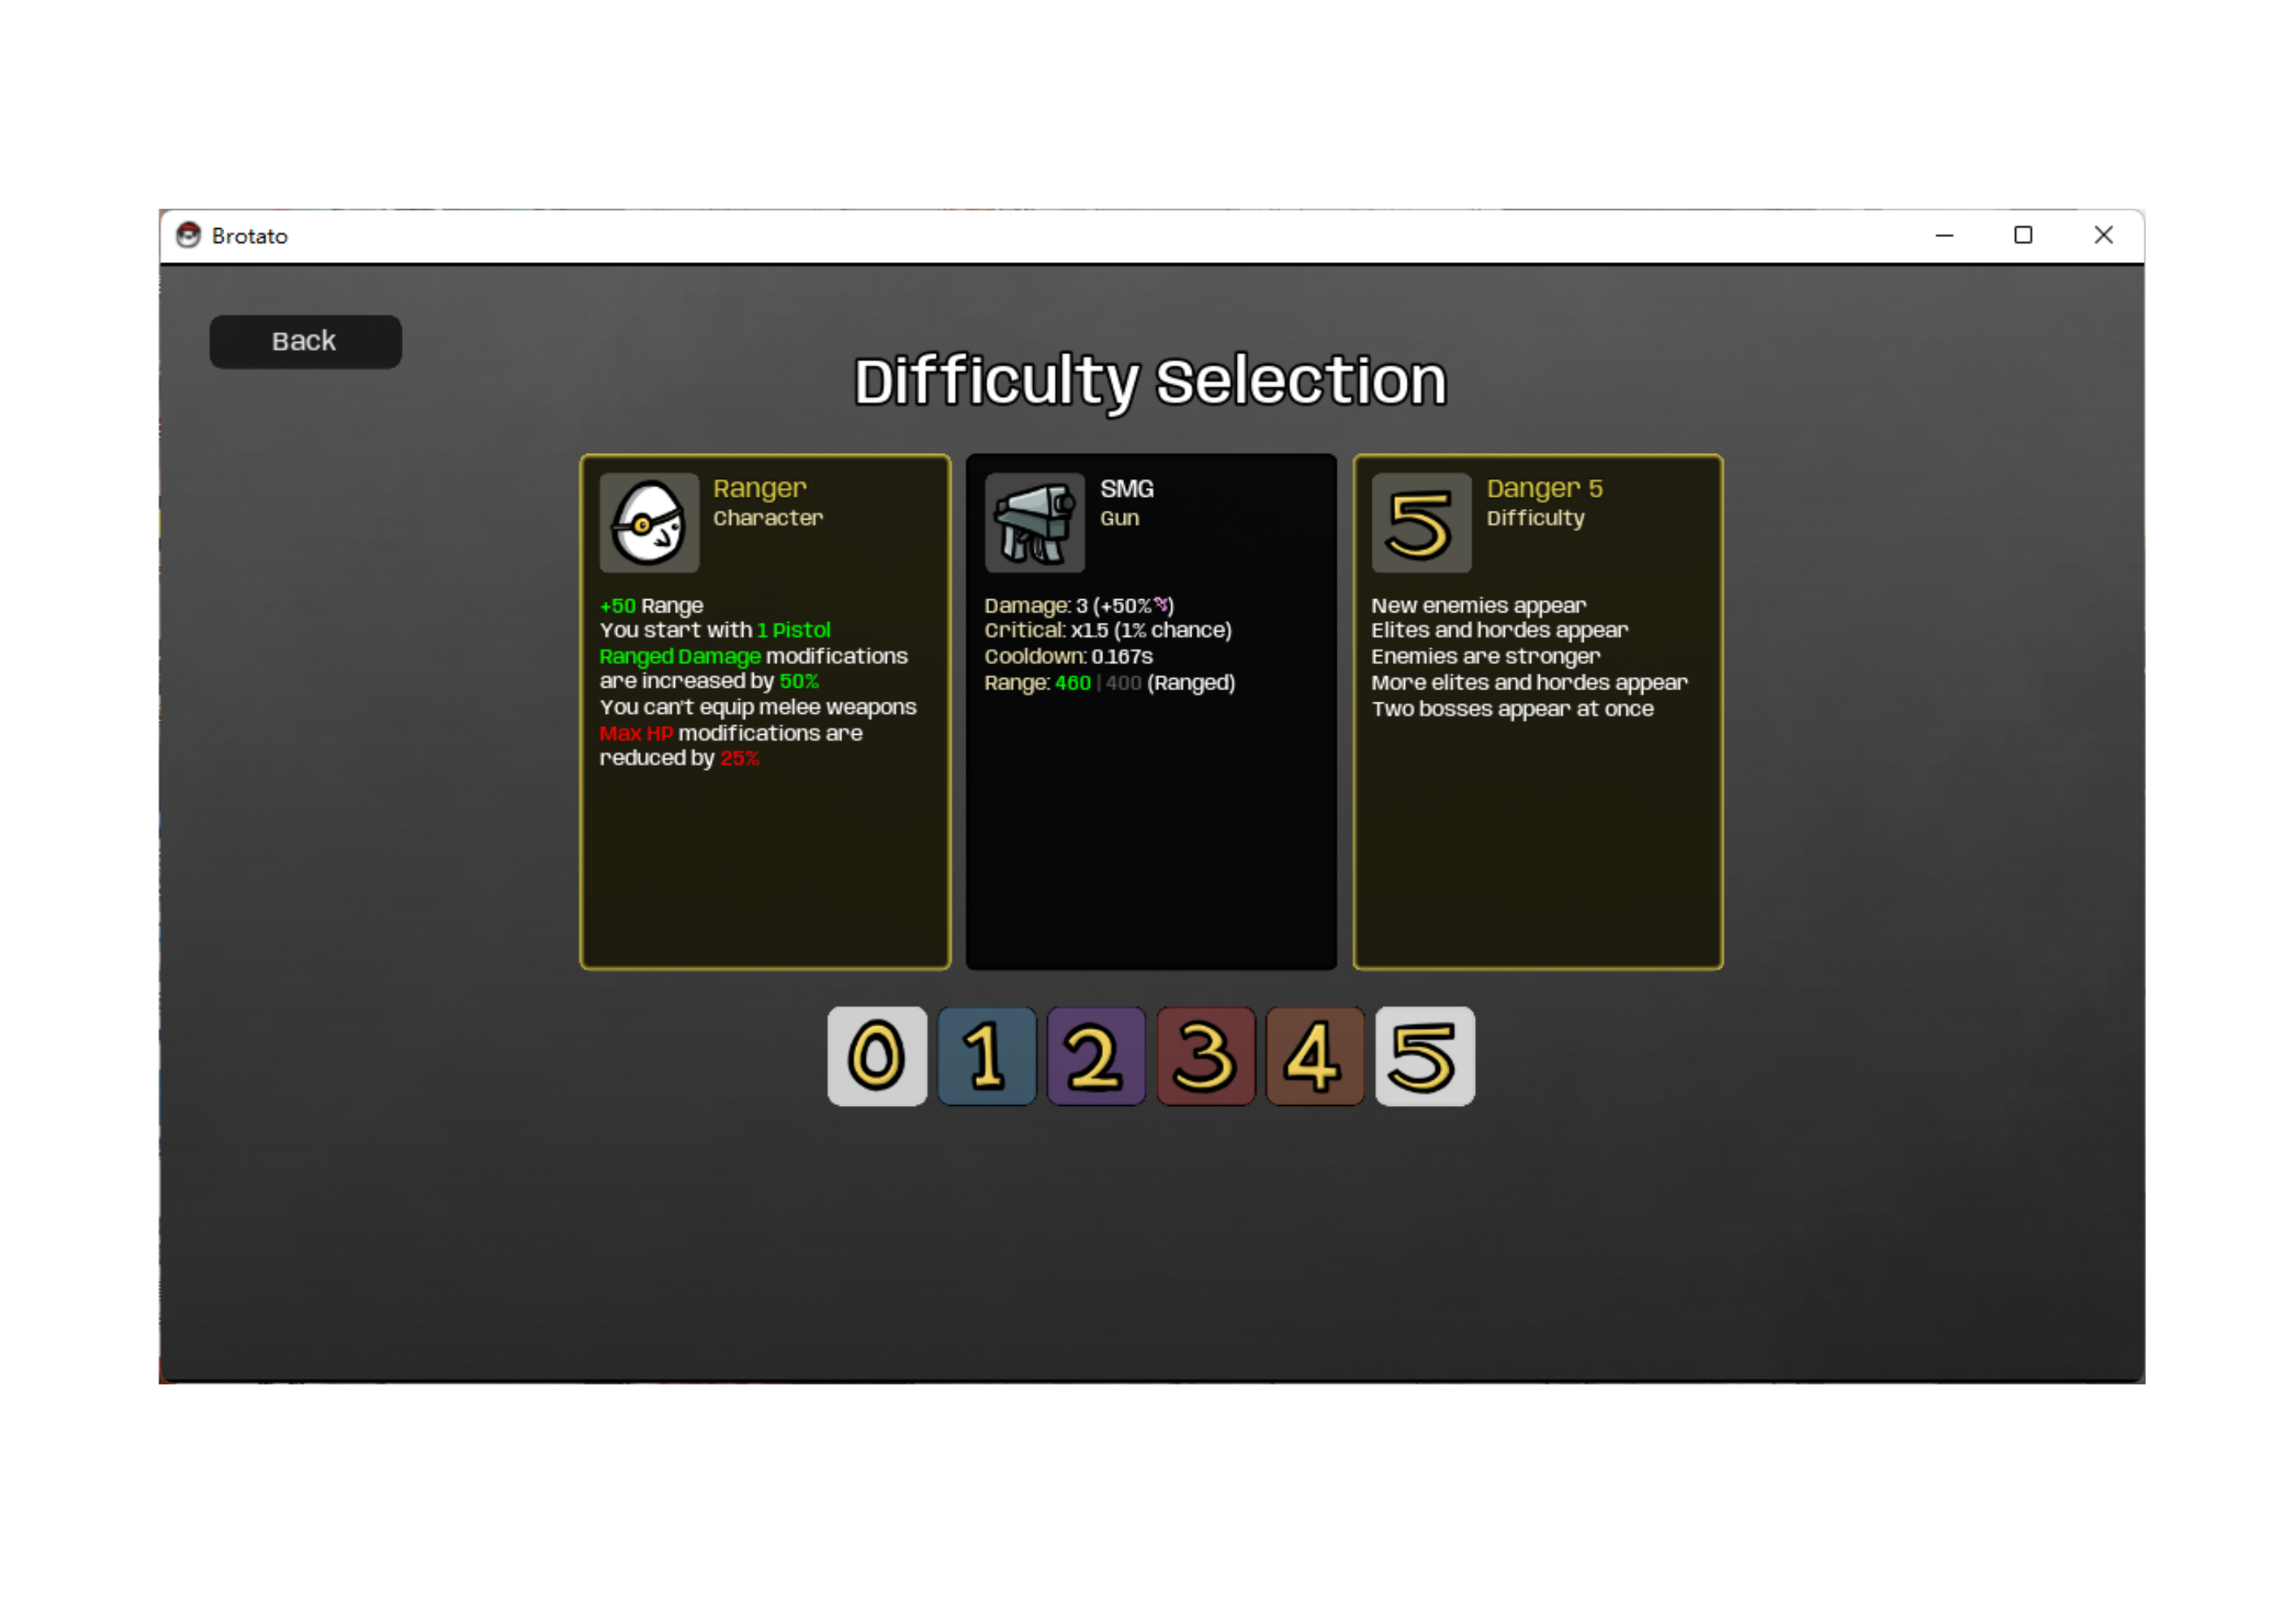 Brotato
Back
Difficulty Selection
Ranger
Character
+50 Range
You start with 1 Pistol
Ranged Damage modifications
are increased by 50%
You can't equip melee weapons
Max HP modifications are
reduced by 25%
SMG
Gun
Damage: 3 (+50%)
Critical: x1.5 (1% chance)
Cooldown: 0.167s
Range: 460 | 400 (Ranged)
5
Danger 5
Difficulty
New enemies appear
Elites and hordes appear
Enemies are stronger
More elites and hordes appear
Two bosses appear at once
0 1 2 3 4 5